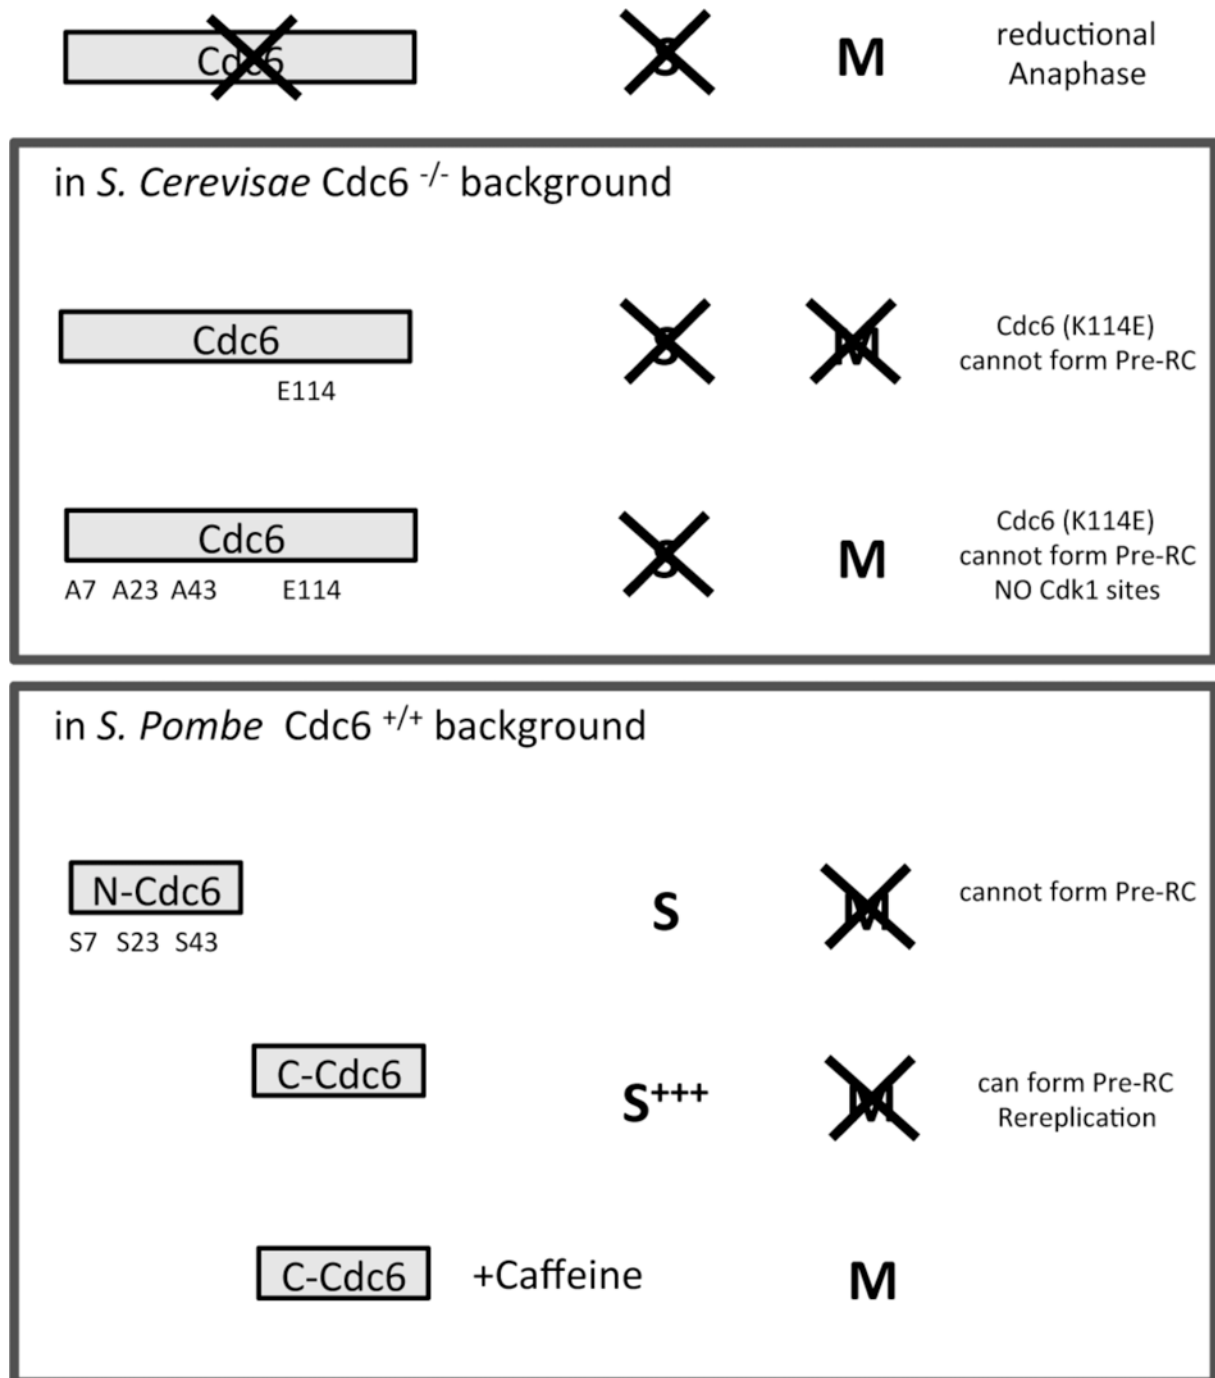 Cdc6 S M reductional
Anaphase
in S. Cerevisae Cdc6 -/- background
Cdc6 S M Cdc6 (K114E)
cannot form Pre-RC
E114
Cdc6 S M Cdc6 (K114E)
cannot form Pre-RC
A7 A23 A43 E114 NO Cdk1 sites
in S. Pombe Cdc6 +/+ background
N-Cdc6 S M cannot form Pre-RC
S7 S23 S43
C-Cdc6 S+++ M can form Pre-RC
Rereplication
C-Cdc6 +Caffeine M